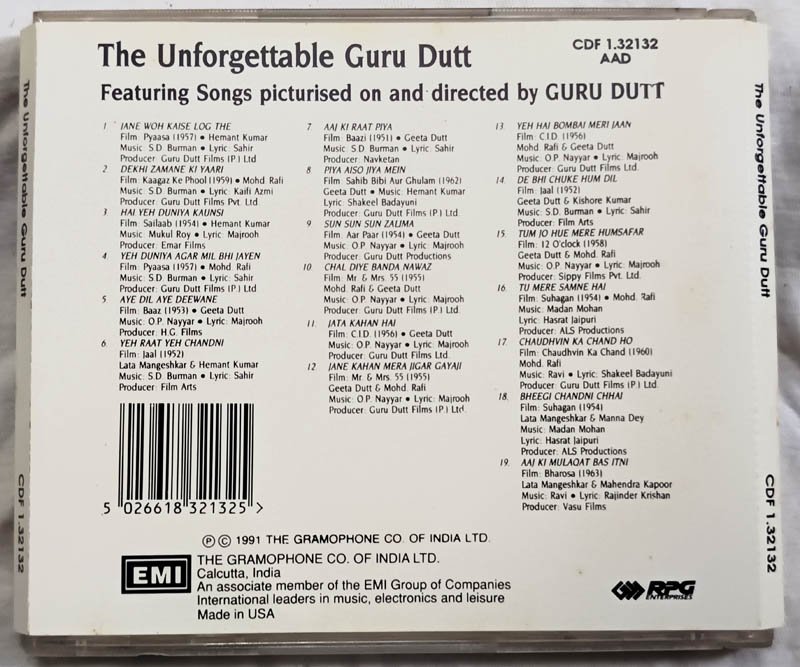 The Unforgettable Guru Dutt
CDF 1.32132
AAD
Featuring Songs picturised on and directed by GURU DUTT
1 JANE WOH KAISE LOG THE
Film: Pyaasa (1957) • Hemant Kumar
Music: S.D. Burman • Lyric: Sahir
Producer: Guru Dutt Films (P.) Ltd
2 DEKHI ZAMANE KI YAARI
Film: Kaagaz Ke Phool (1959) • Mohd Rafi
Music: S.D. Burman • Lyric: Kaifi Azmi
Producer: Guru Dutt Films Pvt. Ltd
3 HAI YEH DUNIYA KAUNSI
Film: Sailaab (1954) • Hemant Kumar
Music: Mukul Roy • Lyric: Majrooh
Producer: Emar Films
4 YEH DUNIYA AGAR MIL BHI JAYEN
Film: Pyaasa (1957) • Mohd. Rafi
Music: S.D. Burman • Lyric: Sahir
Producer: Guru Dutt Films (P.) Ltd
5. AYE DIL AYE DEEWANE
Film: Baaz (1953) • Geeta Dutt
Music: O.P. Nayyar • Lyric: Majrooh
Producer: H.G. Films
6. YEH RAAT YEH CHANDNI
Film: Jaal (1952)
Lata Mangeshkar & Hemant Kumar
Music: S.D. Burman • Lyric: Sahir
Producer: Film Arts
7 AAJ KI RAAT PIYA
Film: Baazi (1951) • Geeta Dutt
Music: S.D. Burman • Lyric: Sahir
Producer: Navketan
8 PIYA AISO JIYA MEIN
Film: Sahib Bibi Aur Ghulam (1962)
Geeta Dutt • Music: Hemant Kumar
Lyric: Shakeel Badayuni
Producer: Guru Dutt Films (P.) Ltd
9 SUN SUN SUN ZALIMA
Film: Aar Paar (1954) • Geeta Dutt
Music: O.P. Nayyar • Lyric: Majrooh
Producer: Guru Dutt Productions
10 CHAL DIYE BANDA NAWAZ
Film: Mr. & Mrs. 55 (1955)
Mohd Rafi & Geeta Dutt
Music: O.P. Nayyar • Lyric: Majrooh
Producer: Guru Dutt Films (P.) Ltd.
11. JATA KAHAN HAI
Film: C.I.D. (1956) • Geeta Dutt
Music: O.P. Nayyar • Lyric: Majrooh
Producer: Guru Dutt Films (P.) Ltd
12 JANE KAHAN MERA JIGAR GAYAJI
Film: Mr. & Mrs. 55 (1955)
Geeta Dutt & Mohd. Rafi
Music: O.P. Nayyar • Lyric: Majrooh
Producer: Guru Dutt Films (P.) Ltd.
13. YEH HAI BOMBAI MERI JAAN
Film: C.I.D. (1956)
Mohd. Rafi & Geeta Dutt
Music: O.P. Nayyar • Lyric: Majrooh
Producer: Guru Dutt Films (P.) Ltd.
14. DE BHI CHUKE HUM DIL
Film: Jaal (1952)
Geeta Dutt & Kishore Kumar
Music: S.D. Burman • Lyric: Sahir
Producer: Film Arts
15. TUM JO HUE MERE HUMSAFAR
Film: 12 O'clock (1958)
Geeta Dutt & Mohd. Rafi
Music: O.P. Nayyar • Lyric: Majrooh
Producer: Sippy Films Pvt. Ltd.
16. TU MERE SAMNE HAI
Film: Suhagan (1954) • Mohd. Rafi
Music: Madan Mohan
Lyric: Hasrat Jaipuri
Producer: ALS Productions
17. CHAUDHVIN KA CHAND HO
Film: Chaudhvin Ka Chand (1960)
Mohd. Rafi
Music: Ravi • Lyric: Shakeel Badayuni
Producer: Guru Dutt Films (P.) Ltd.
18. BHEEGI CHANDNI CHHAI
Film: Suhagan (1954)
Lata Mangeshkar & Manna Dey
Music: Madan Mohan
Lyric: Hasrat Jaipuri
Producer: ALS Productions
19. AAJ KI MULAQAT BAS ITNI
Film: Bharosa (1963)
Lata Mangeshkar & Mahendra Kapoor
Music: Ravi • Lyric: Rajinder Krishan
Producer: Vasu Films
5 026618 321325 >
Ⓟ Ⓒ 1991 THE GRAMOPHONE CO. OF INDIA LTD.
EMI
THE GRAMOPHONE CO. OF INDIA LTD.
Calcutta, India
An associate member of the EMI Group of Companies
International leaders in music, electronics and leisure
Made in USA
RPG
ENTERPRISES
The Unforgettable Guru Dutt
CDF 1.32132
The Unforgettable Guru Dutt
CDF 1.32132